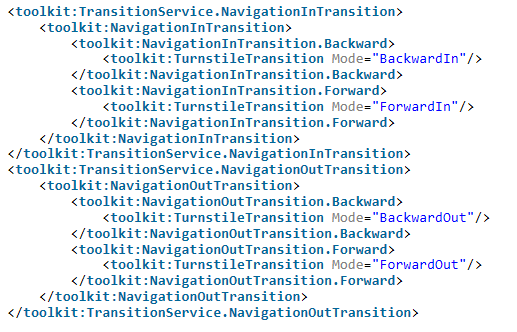 <toolkit:TransitionService.NavigationInTransition>
    <toolkit:NavigationInTransition>
        <toolkit:NavigationInTransition.Backward>
            <toolkit:TurnstileTransition Mode="BackwardIn"/>
        </toolkit:NavigationInTransition.Backward>
        <toolkit:NavigationInTransition.Forward>
            <toolkit:TurnstileTransition Mode="ForwardIn"/>
        </toolkit:NavigationInTransition.Forward>
    </toolkit:NavigationInTransition>
</toolkit:TransitionService.NavigationInTransition>
<toolkit:TransitionService.NavigationOutTransition>
    <toolkit:NavigationOutTransition>
        <toolkit:NavigationOutTransition.Backward>
            <toolkit:TurnstileTransition Mode="BackwardOut"/>
        </toolkit:NavigationOutTransition.Backward>
        <toolkit:NavigationOutTransition.Forward>
            <toolkit:TurnstileTransition Mode="ForwardOut"/>
        </toolkit:NavigationOutTransition.Forward>
    </toolkit:NavigationOutTransition>
</toolkit:TransitionService.NavigationOutTransition>